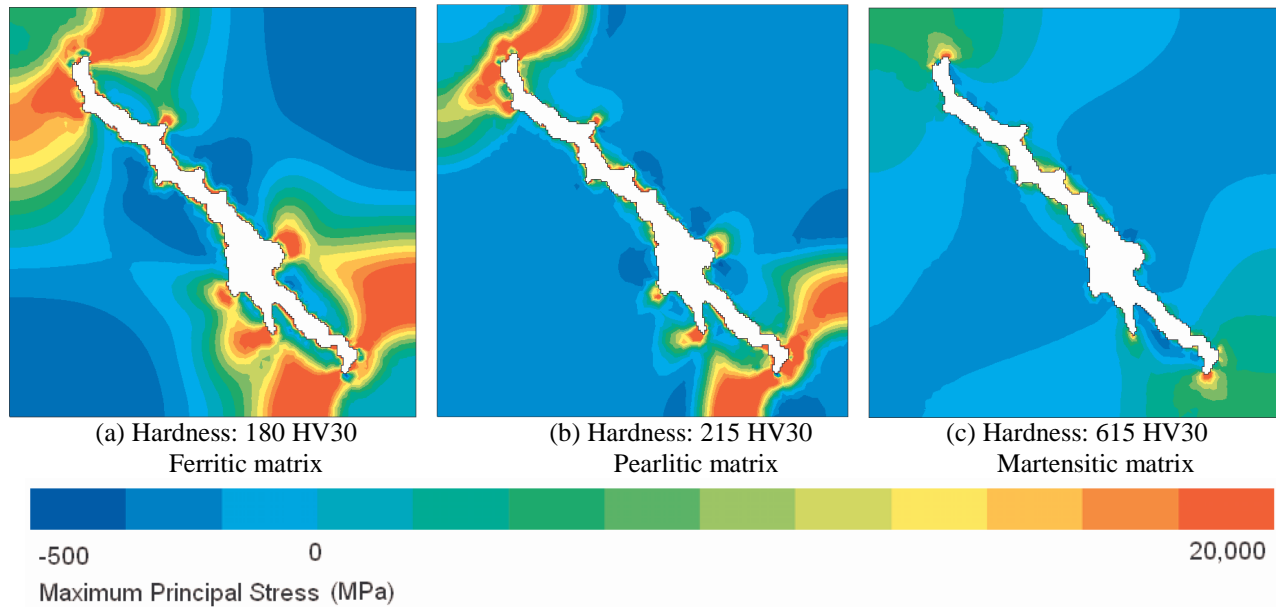 (a) Hardness: 180 HV30
Ferritic matrix
(b) Hardness: 215 HV30
Pearlitic matrix
(c) Hardness: 615 HV30
Martensitic matrix
-500 0 20,000
Maximum Principal Stress (MPa)